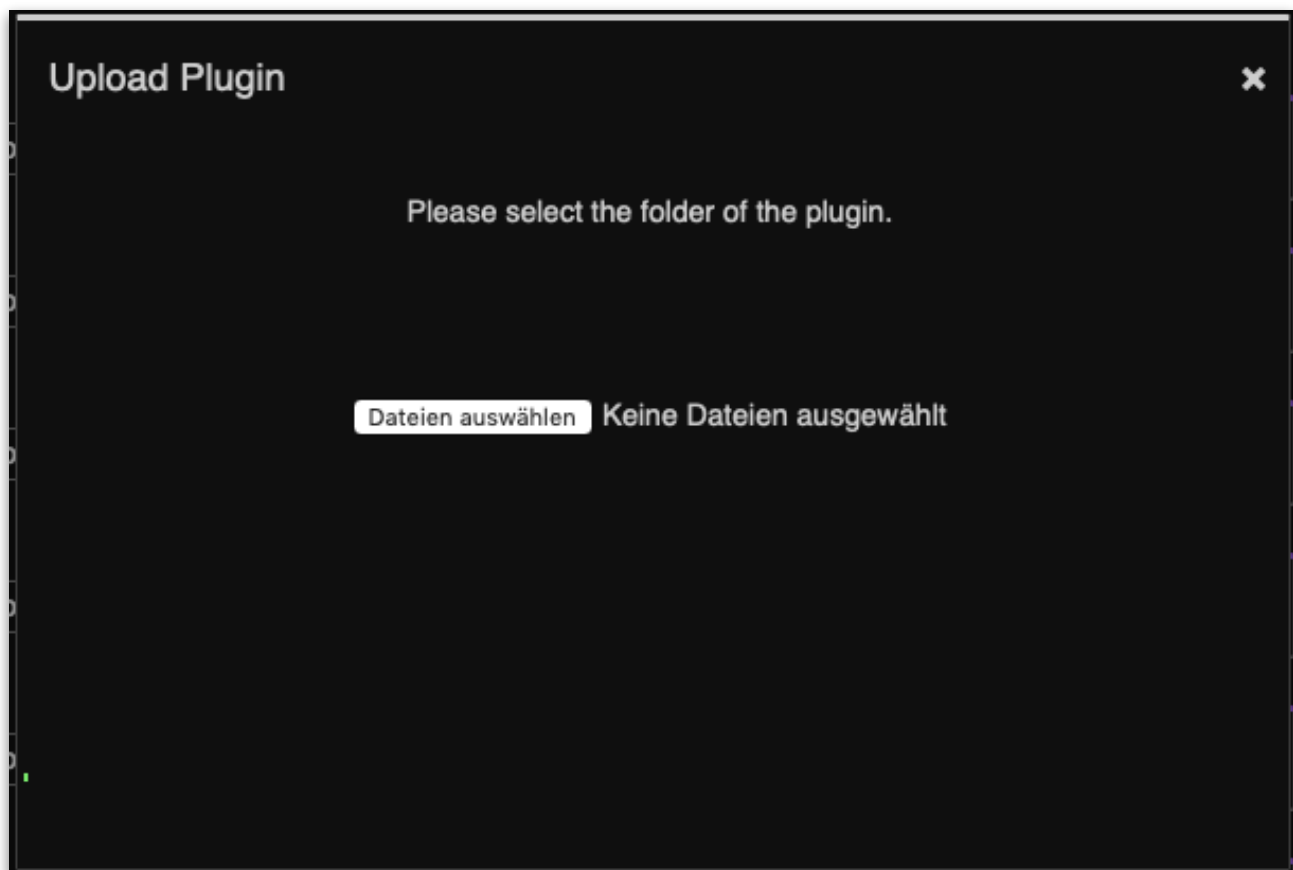 Upload Plugin
Please select the folder of the plugin.
Dateien auswählen Keine Dateien ausgewählt